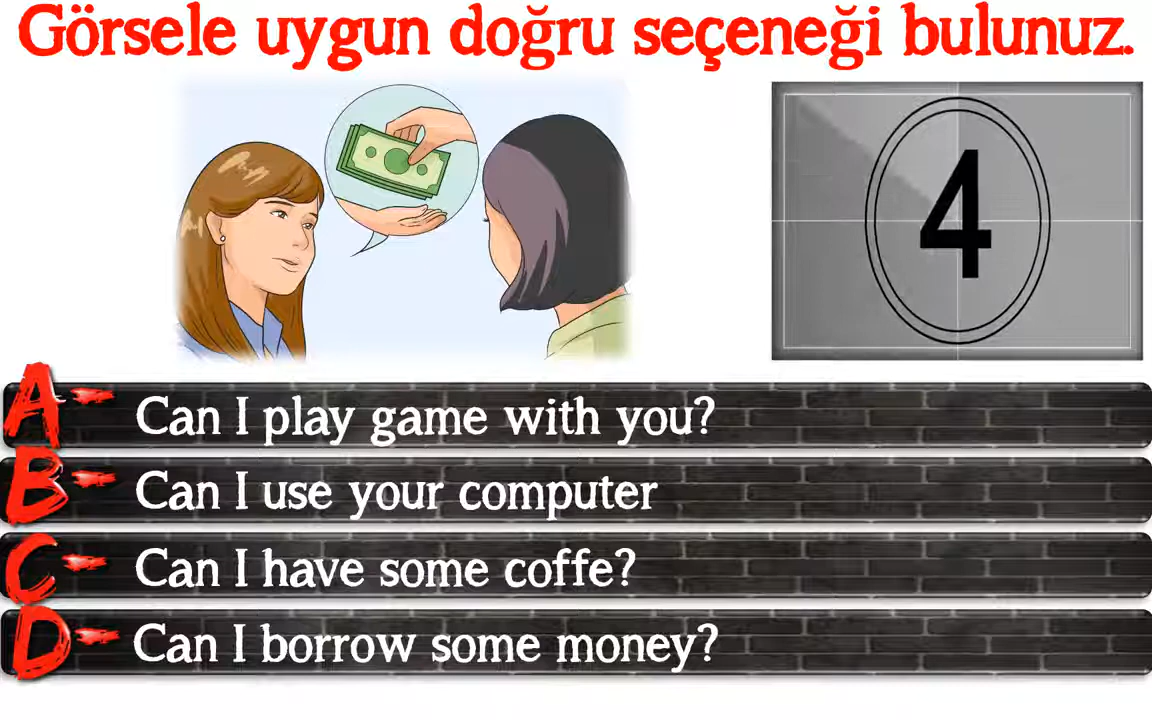 Görsele uygun doğru seçeneği bulunuz.
4
A- Can I play game with you?
B- Can I use your computer
C- Can I have some coffe?
D- Can I borrow some money?